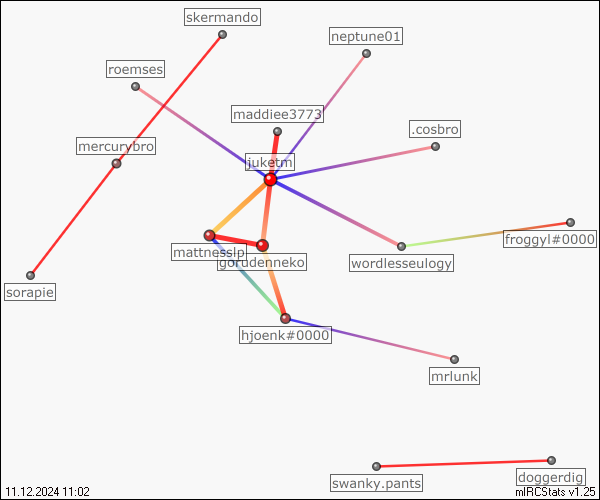 skermando
neptune01
roemses
maddiee3773
.cosbro
mercurybro
juketm
froggyl#0000
mattnesslp
gorudenneko
wordlesseulogy
sorapie
hjoenk#0000
mrlunk
doggerdig
swanky.pants
11.12.2024 11:02
mIRCStats v1.25